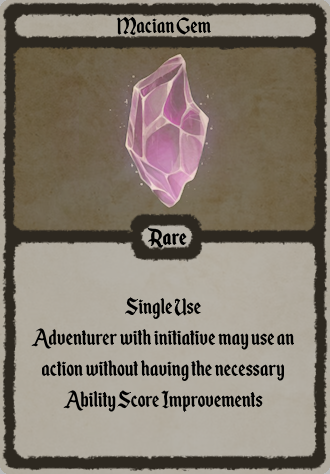 Macian Gem
Rare
Single Use
Adventurer with initiative may use an
action without having the necessary
Ability Score Improvements